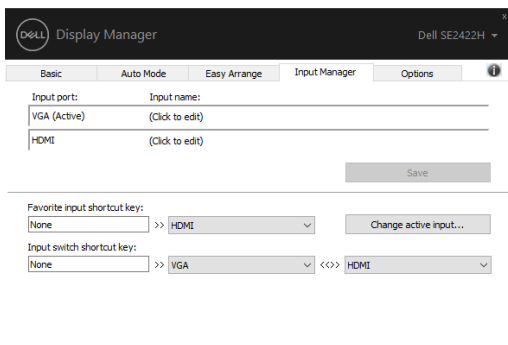 x
DELL Display Manager Dell SE2422H
Basic Auto Mode Easy Arrange Input Manager Options i
Input port: Input name:
VGA (Active) (Click to edit)
HDMI (Click to edit)
Save
Favorite input shortcut key:
None >> HDMI Change active input...
Input switch shortcut key:
None >> VGA <<>> HDMI